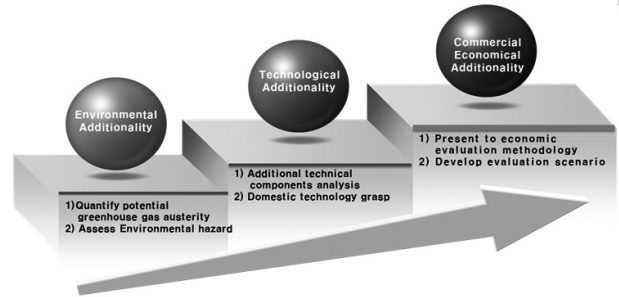 Environmental
Additionality
1)Quantify potential
greenhouse gas austerity
2) Assess Environmental hazard
Technological
Additionality
1) Additional technical
components analysis
2) Domestic technology grasp
Commercial
Economical
Additionality
1) Present to economic
evaluation methodology
2) Develop evaluation scenario